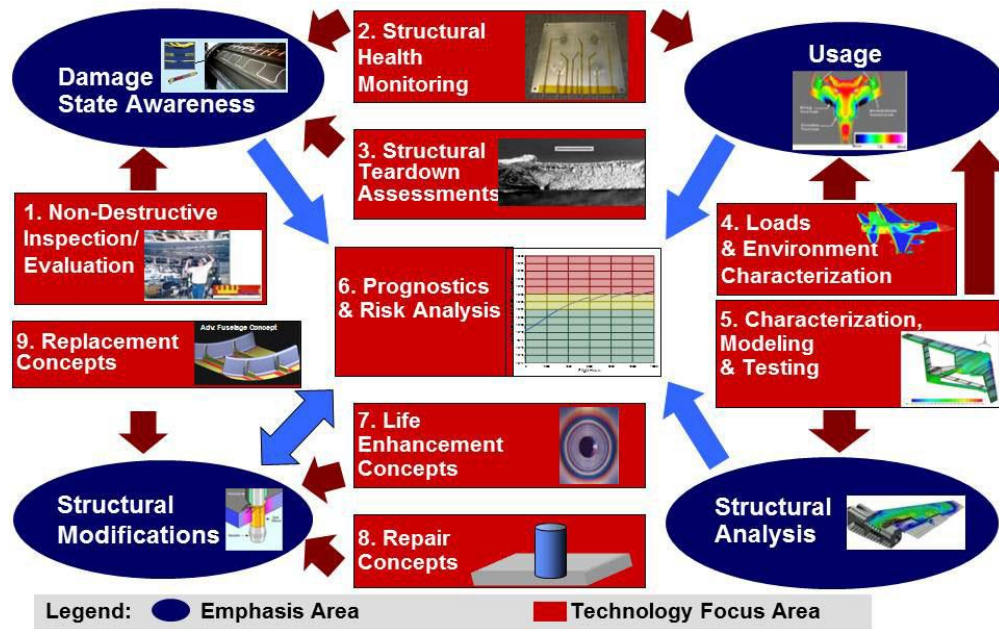 Damage
State Awareness
2. Structural
Health
Monitoring
Usage
3. Structural
Teardown
Assessments
1. Non-Destructive
Inspection/
Evaluation
4. Loads
& Environment
Characterization
6. Prognostics
& Risk Analysis
5. Characterization,
Modeling
& Testing
9. Replacement
Concepts
Adv. Fuselage Concept
7. Life
Enhancement
Concepts
Structural
Modifications
8. Repair
Concepts
Structural
Analysis
Legend:
Emphasis Area
Technology Focus Area